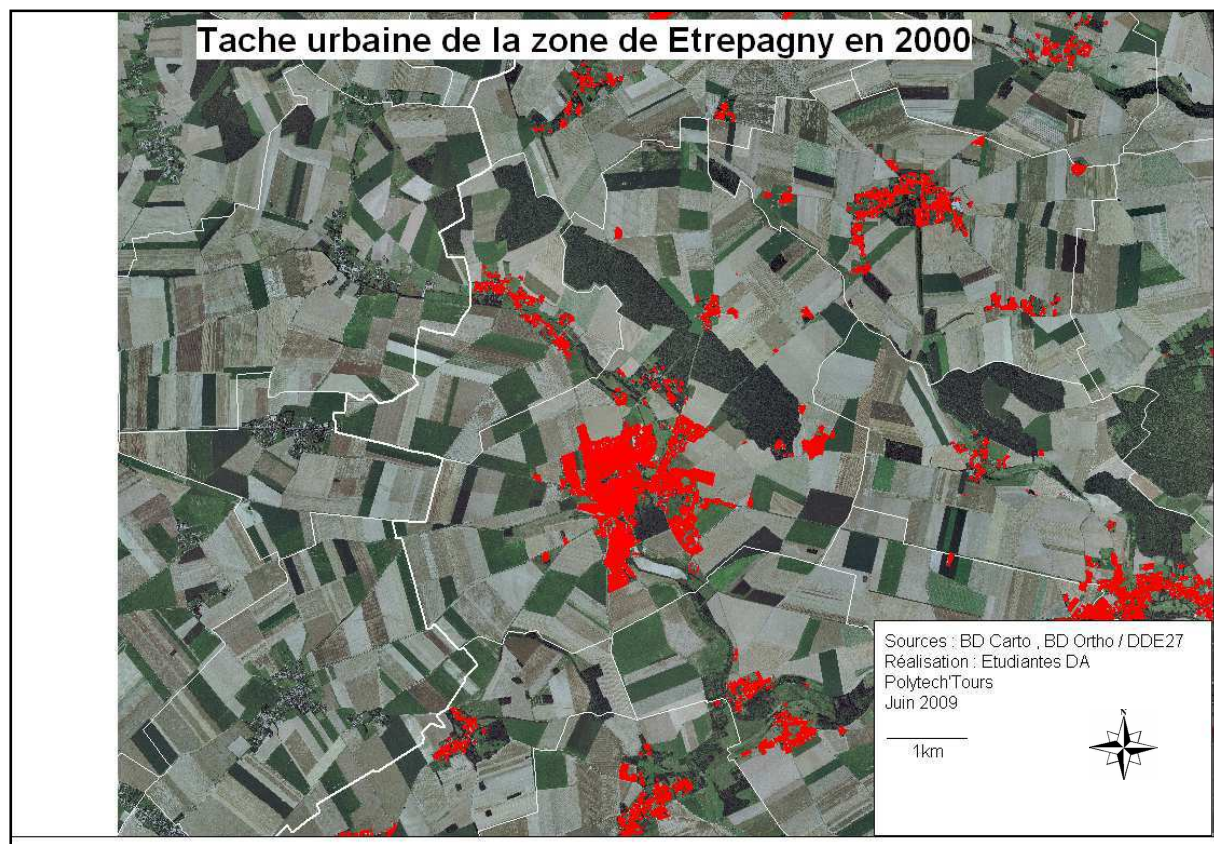 Tache urbaine de la zone de Etrepagny en 2000
Sources : BD Carto , BD Ortho / DDE27
Réalisation : Etudiantes DA
Polytech'Tours
Juin 2009
1km
N